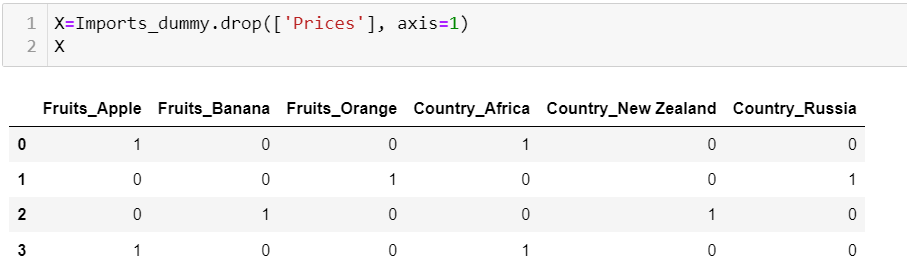 1 X=Imports_dummy.drop(['Prices'], axis=1)
2 X
Fruits_Apple Fruits_Banana Fruits_Orange Country_Africa Country_New Zealand Country_Russia
0 1 0 0 1 0 0
1 0 0 1 0 0 1
2 0 1 0 0 1 0
3 1 0 0 1 0 0